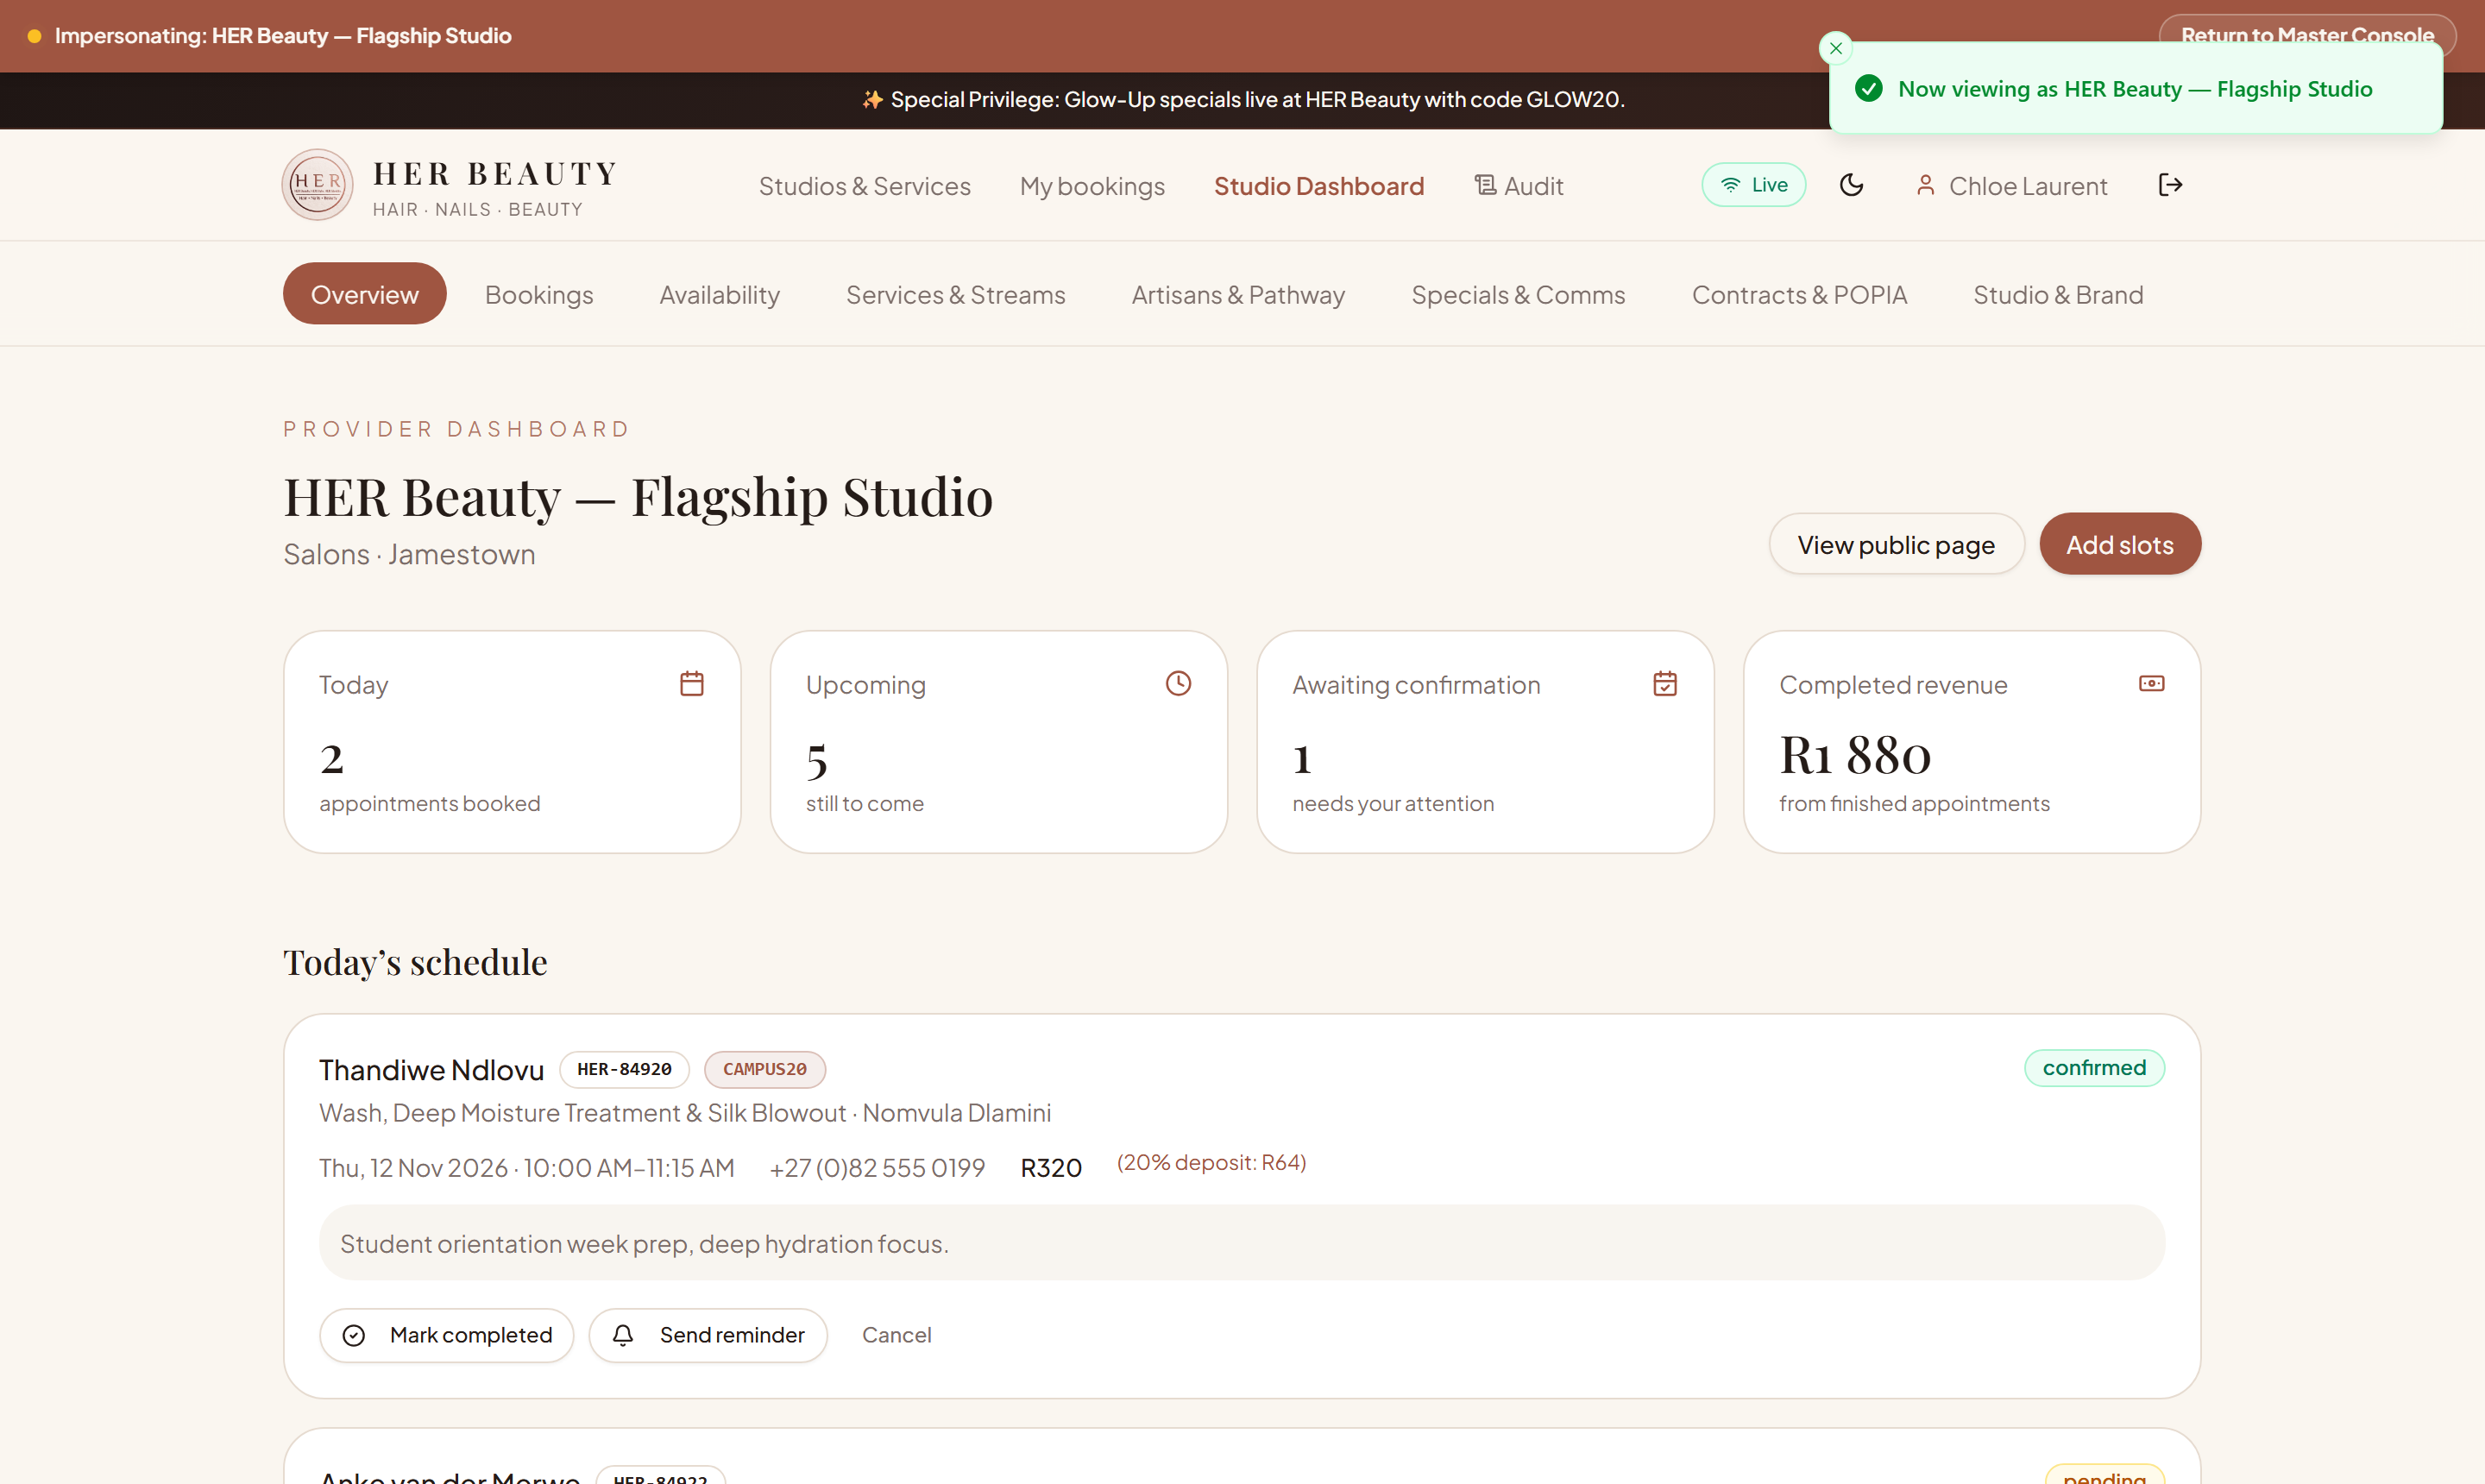 Impersonating: HER Beauty — Flagship Studio
Return to Master Console
Now viewing as HER Beauty — Flagship Studio
✨ Special Privilege: Glow-Up specials live at HER Beauty with code GLOW20.
HER
HER BEAUTY
HAIR · NAILS · BEAUTY
Studios & Services
My bookings
Studio Dashboard
Audit
Live
Chloe Laurent
Overview
Bookings
Availability
Services & Streams
Artisans & Pathway
Specials & Comms
Contracts & POPIA
Studio & Brand
PROVIDER DASHBOARD
HER Beauty — Flagship Studio
Salons · Jamestown
View public page
Add slots
Today
2
appointments booked
Upcoming
5
still to come
Awaiting confirmation
1
needs your attention
Completed revenue
R1 880
from finished appointments
Today’s schedule
Thandiwe Ndlovu HER-84920 CAMPUS20
confirmed
Wash, Deep Moisture Treatment & Silk Blowout · Nomvula Dlamini
Thu, 12 Nov 2026 · 10:00 AM–11:15 AM +27 (0)82 555 0199 R320 (20% deposit: R64)
Student orientation week prep, deep hydration focus.
Mark completed
Send reminder
Cancel
Anke van der Merwe HER-84922
pending